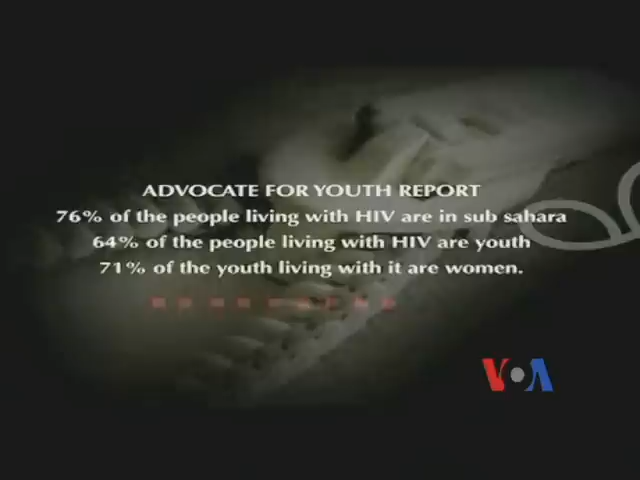 ADVOCATE FOR YOUTH REPORT
76% of the people living with HIV are in sub sahara
64% of the people living with HIV are youth
71% of the youth living with it are women.
VOA